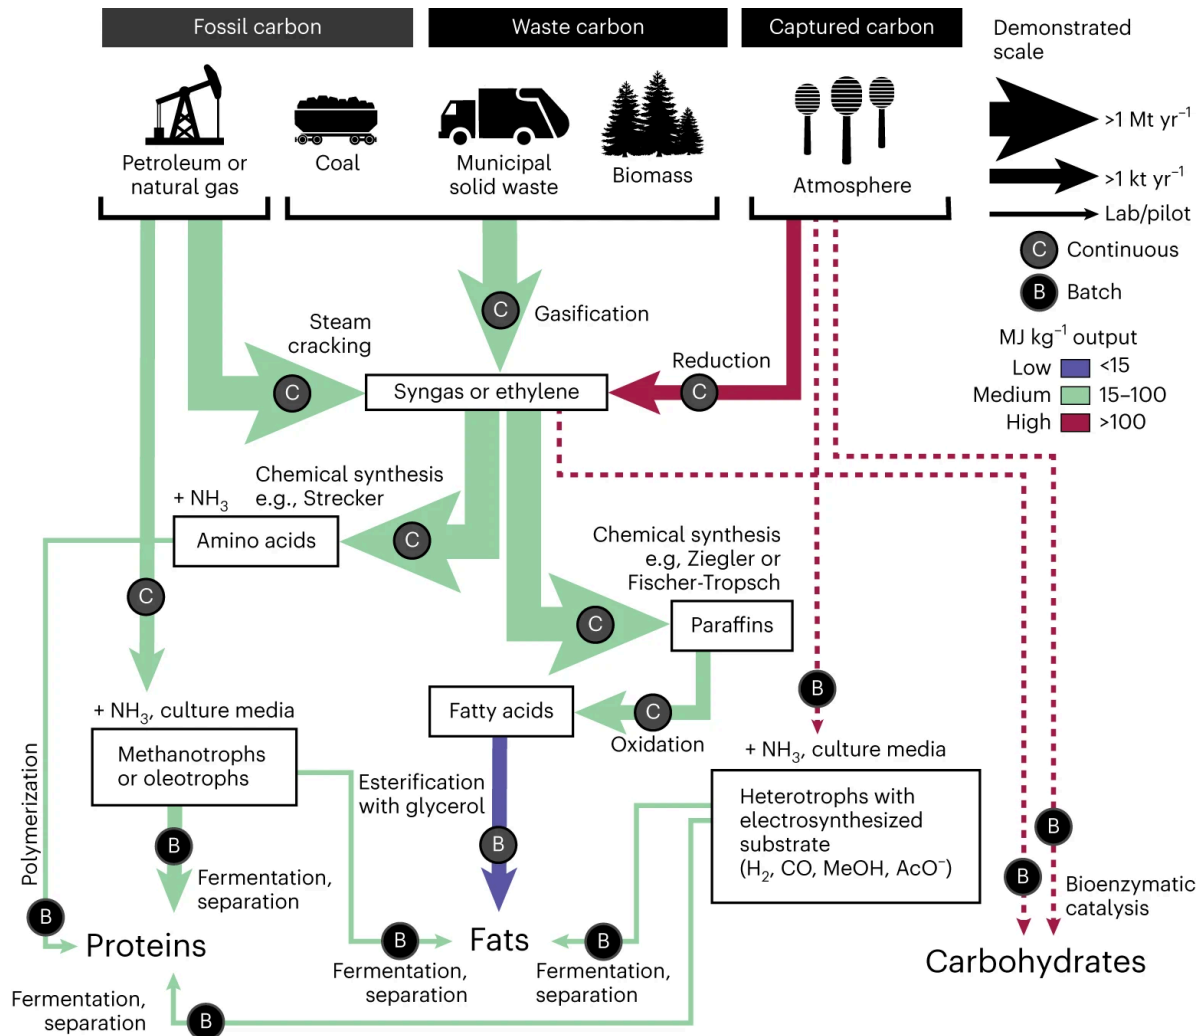 Fossil carbon
Waste carbon
Captured carbon
Demonstrated
scale
>1 Mt yr⁻¹
>1 kt yr⁻¹
Lab/pilot
C Continuous
B Batch
MJ kg⁻¹ output
Low <15
Medium 15–100
High >100
Petroleum or
natural gas
Coal
Municipal
solid waste
Biomass
Atmosphere
C
Gasification
Steam
cracking
C
Syngas or ethylene
Reduction
C
Chemical synthesis
e.g., Strecker
+ NH₃
Amino acids
C
Chemical synthesis
e.g, Ziegler or
Fischer-Tropsch
C
Paraffins
C
B
+ NH₃, culture media
Methanotrophs
or oleotrophs
Fatty acids
C
Oxidation
+ NH₃, culture media
Heterotrophs with
electrosynthesized
substrate
(H₂, CO, MeOH, AcO⁻)
Esterification
with glycerol
B
Polymerization
B
Fermentation,
separation
B
B
B
Bioenzymatic
catalysis
B
Proteins
B
Fats
B
Carbohydrates
Fermentation,
separation
Fermentation,
separation
Fermentation,
separation
B